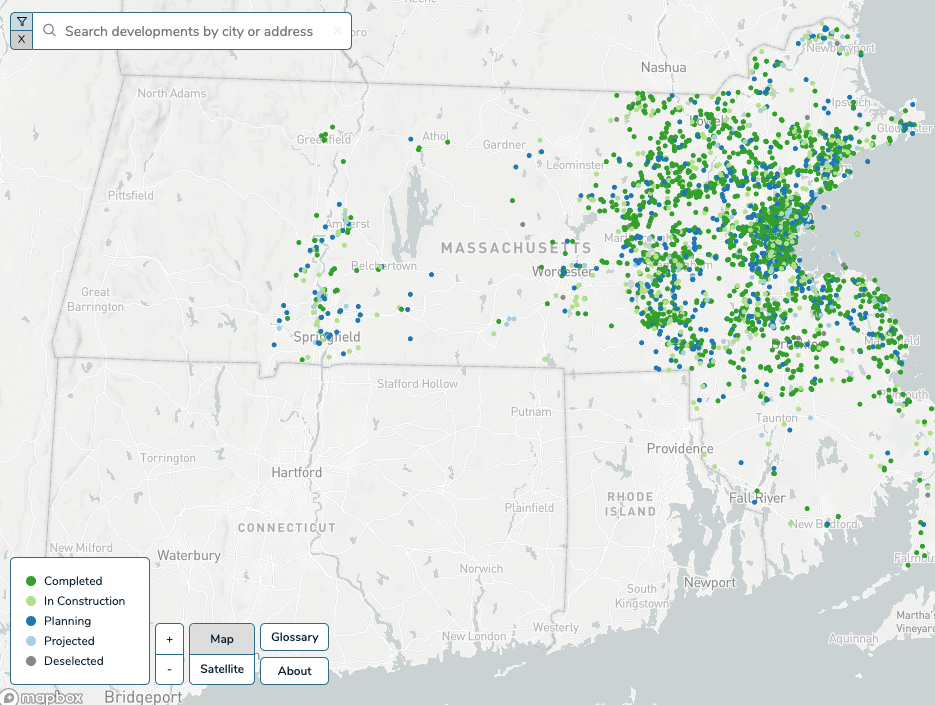 Search developments by city or address
X
Nashua
Newburyport
North Adams
Ipswich
Lowell
Gloucester
Greenfield
Athol
Gardner
Leominster
Pittsfield
Amherst
MASSACHUSETTS
Belchertown
Worcester
Great
Barrington
Springfield
Stafford Hollow
Putnam
Taunton
Torrington
Providence
Hartford
RHODE
ISLAND
Fall River
Plainfield
CONNECTICUT
New Bedford
New Milford
Waterbury
Norwich
Newport
South
Kingstown
Martha's
Vineyard
Westerly
New London
Aquinnah
Completed
In Construction
Planning
Projected
Deselected
+
-
Map
Satellite
Glossary
About
mapbox
Bridgeport